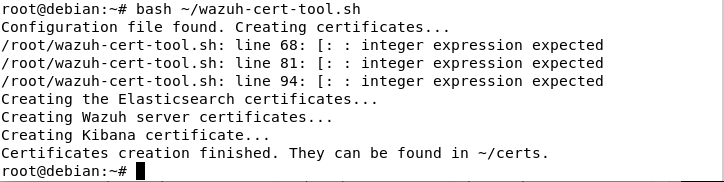 root@debian:~# bash ~/wazuh-cert-tool.sh
Configuration file found. Creating certificates...
/root/wazuh-cert-tool.sh: line 68: [: : integer expression expected
/root/wazuh-cert-tool.sh: line 81: [: : integer expression expected
/root/wazuh-cert-tool.sh: line 94: [: : integer expression expected
Creating the Elasticsearch certificates...
Creating Wazuh server certificates...
Creating Kibana certificate...
Certificates creation finished. They can be found in ~/certs.
root@debian:~#